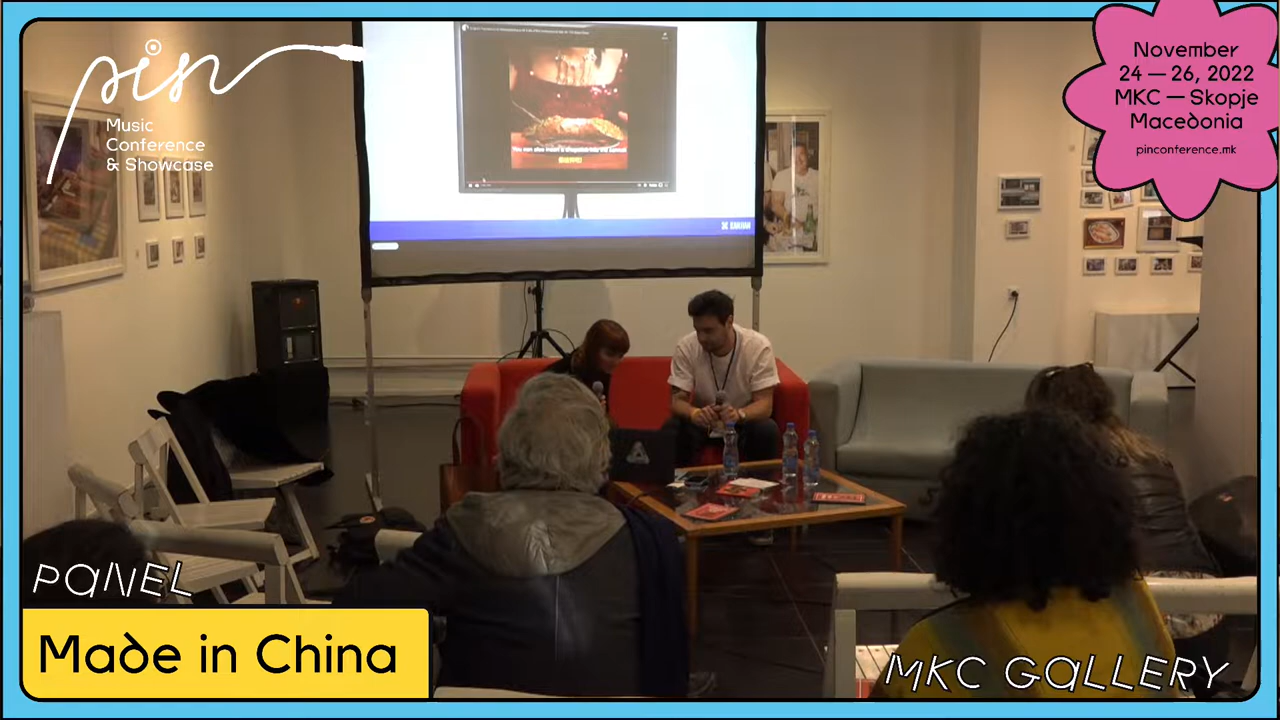 pin
Music
Conference
& Showcase
November
24 — 26, 2022
MKC — Skopje
Macedonia
pinconference.mk
PANEL
Made in China
MKC GALLERY